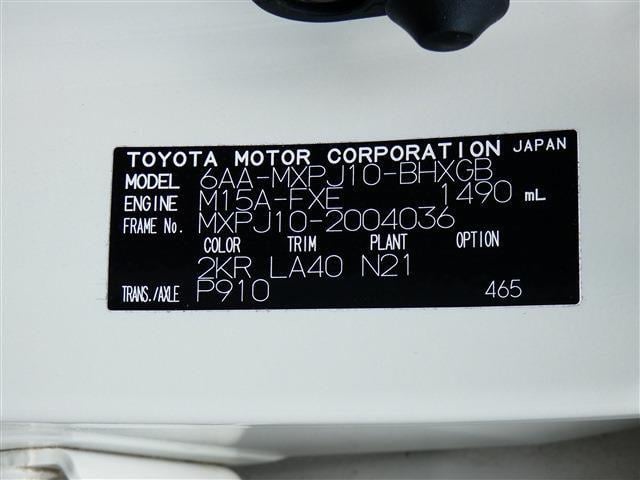 TOYOTA MOTOR CORPORATION JAPAN
MODEL 6AA-MXPJ10-BHXGB
ENGINE M15A-FXE 1490 mL
FRAME No. MXPJ10-2004036
COLOR TRIM PLANT OPTION
2KR LA40 N21
TRANS./AXLE P910 465